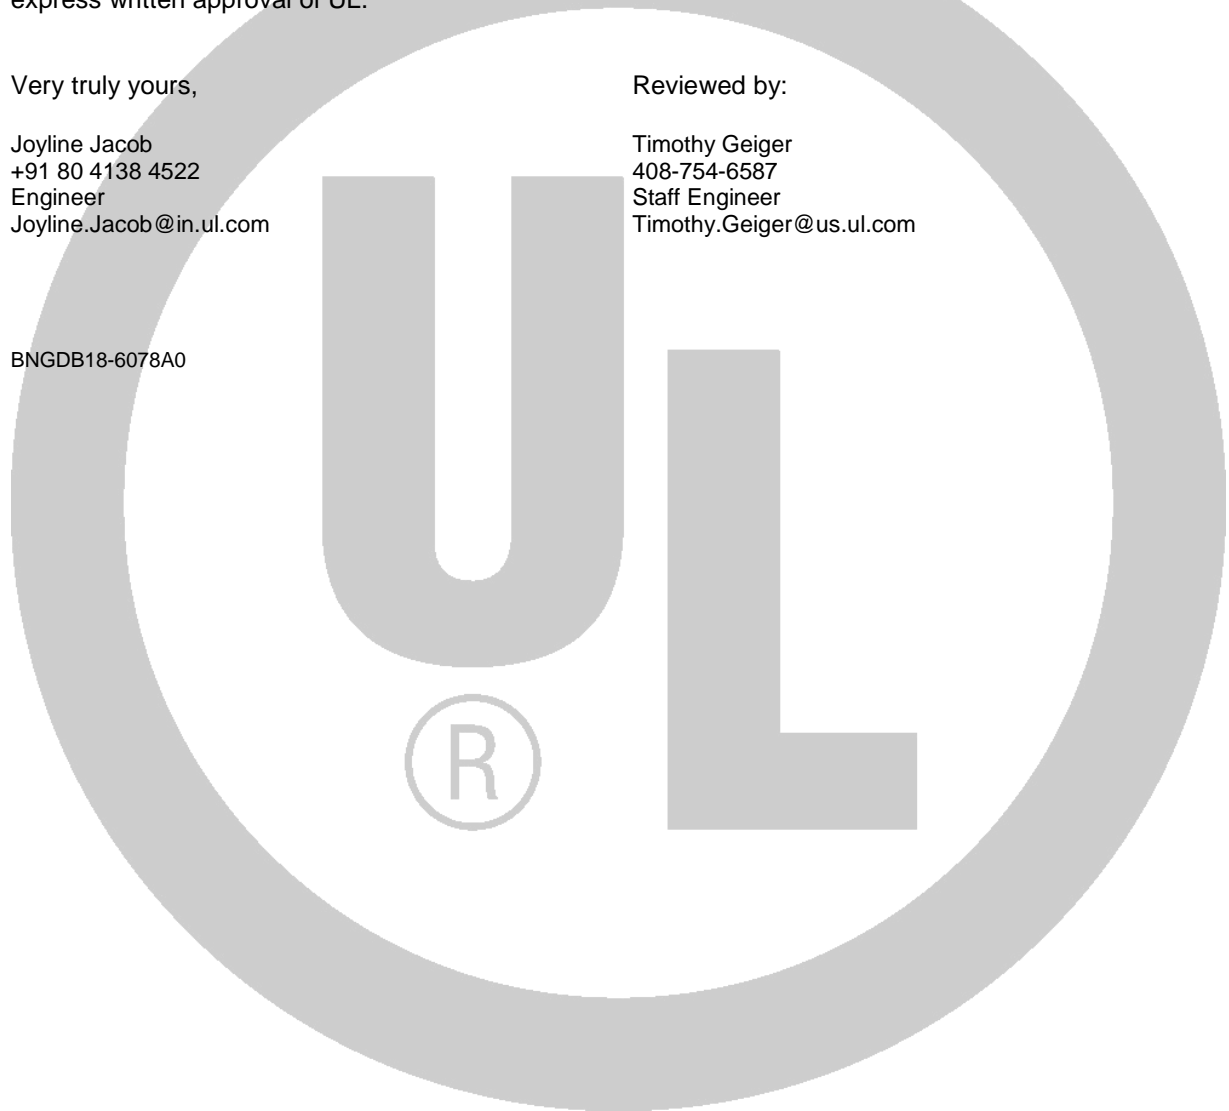 express written approval of UL.
Very truly yours,
Reviewed by:
Joyline Jacob
+91 80 4138 4522
Engineer
Joyline.Jacob@in.ul.com
Timothy Geiger
408-754-6587
Staff Engineer
Timothy.Geiger@us.ul.com
BNGDB18-6078A0
UL
®